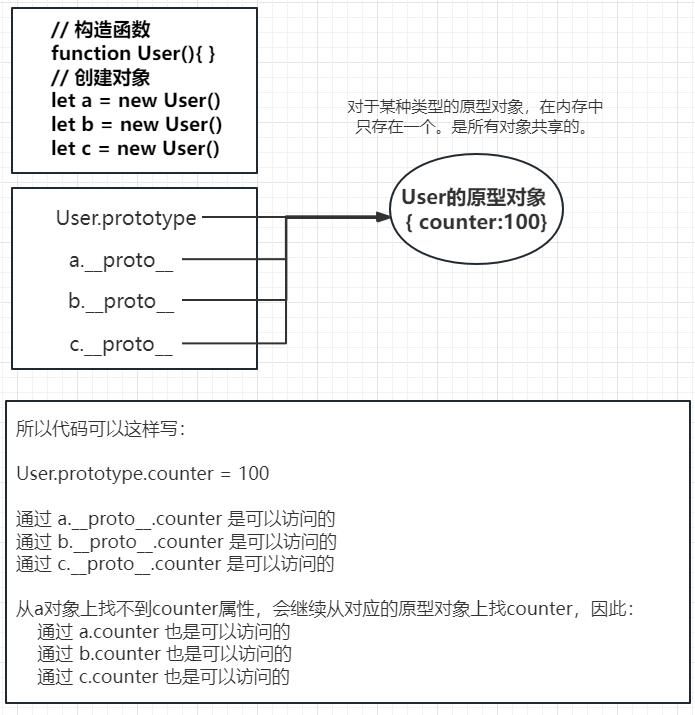 // 构造函数
function User(){ }
// 创建对象
let a = new User()
let b = new User()
let c = new User()
对于某种类型的原型对象，在内存中
只存在一个。是所有对象共享的。
User的原型对象
{ counter:100}
User.prototype
a.__proto__
b.__proto__
c.__proto__
所以代码可以这样写：
User.prototype.counter = 100
通过 a.__proto__.counter 是可以访问的
通过 b.__proto__.counter 是可以访问的
通过 c.__proto__.counter 是可以访问的
从a对象上找不到counter属性，会继续从对应的原型对象上找counter，因此：
通过 a.counter 也是可以访问的
通过 b.counter 也是可以访问的
通过 c.counter 也是可以访问的